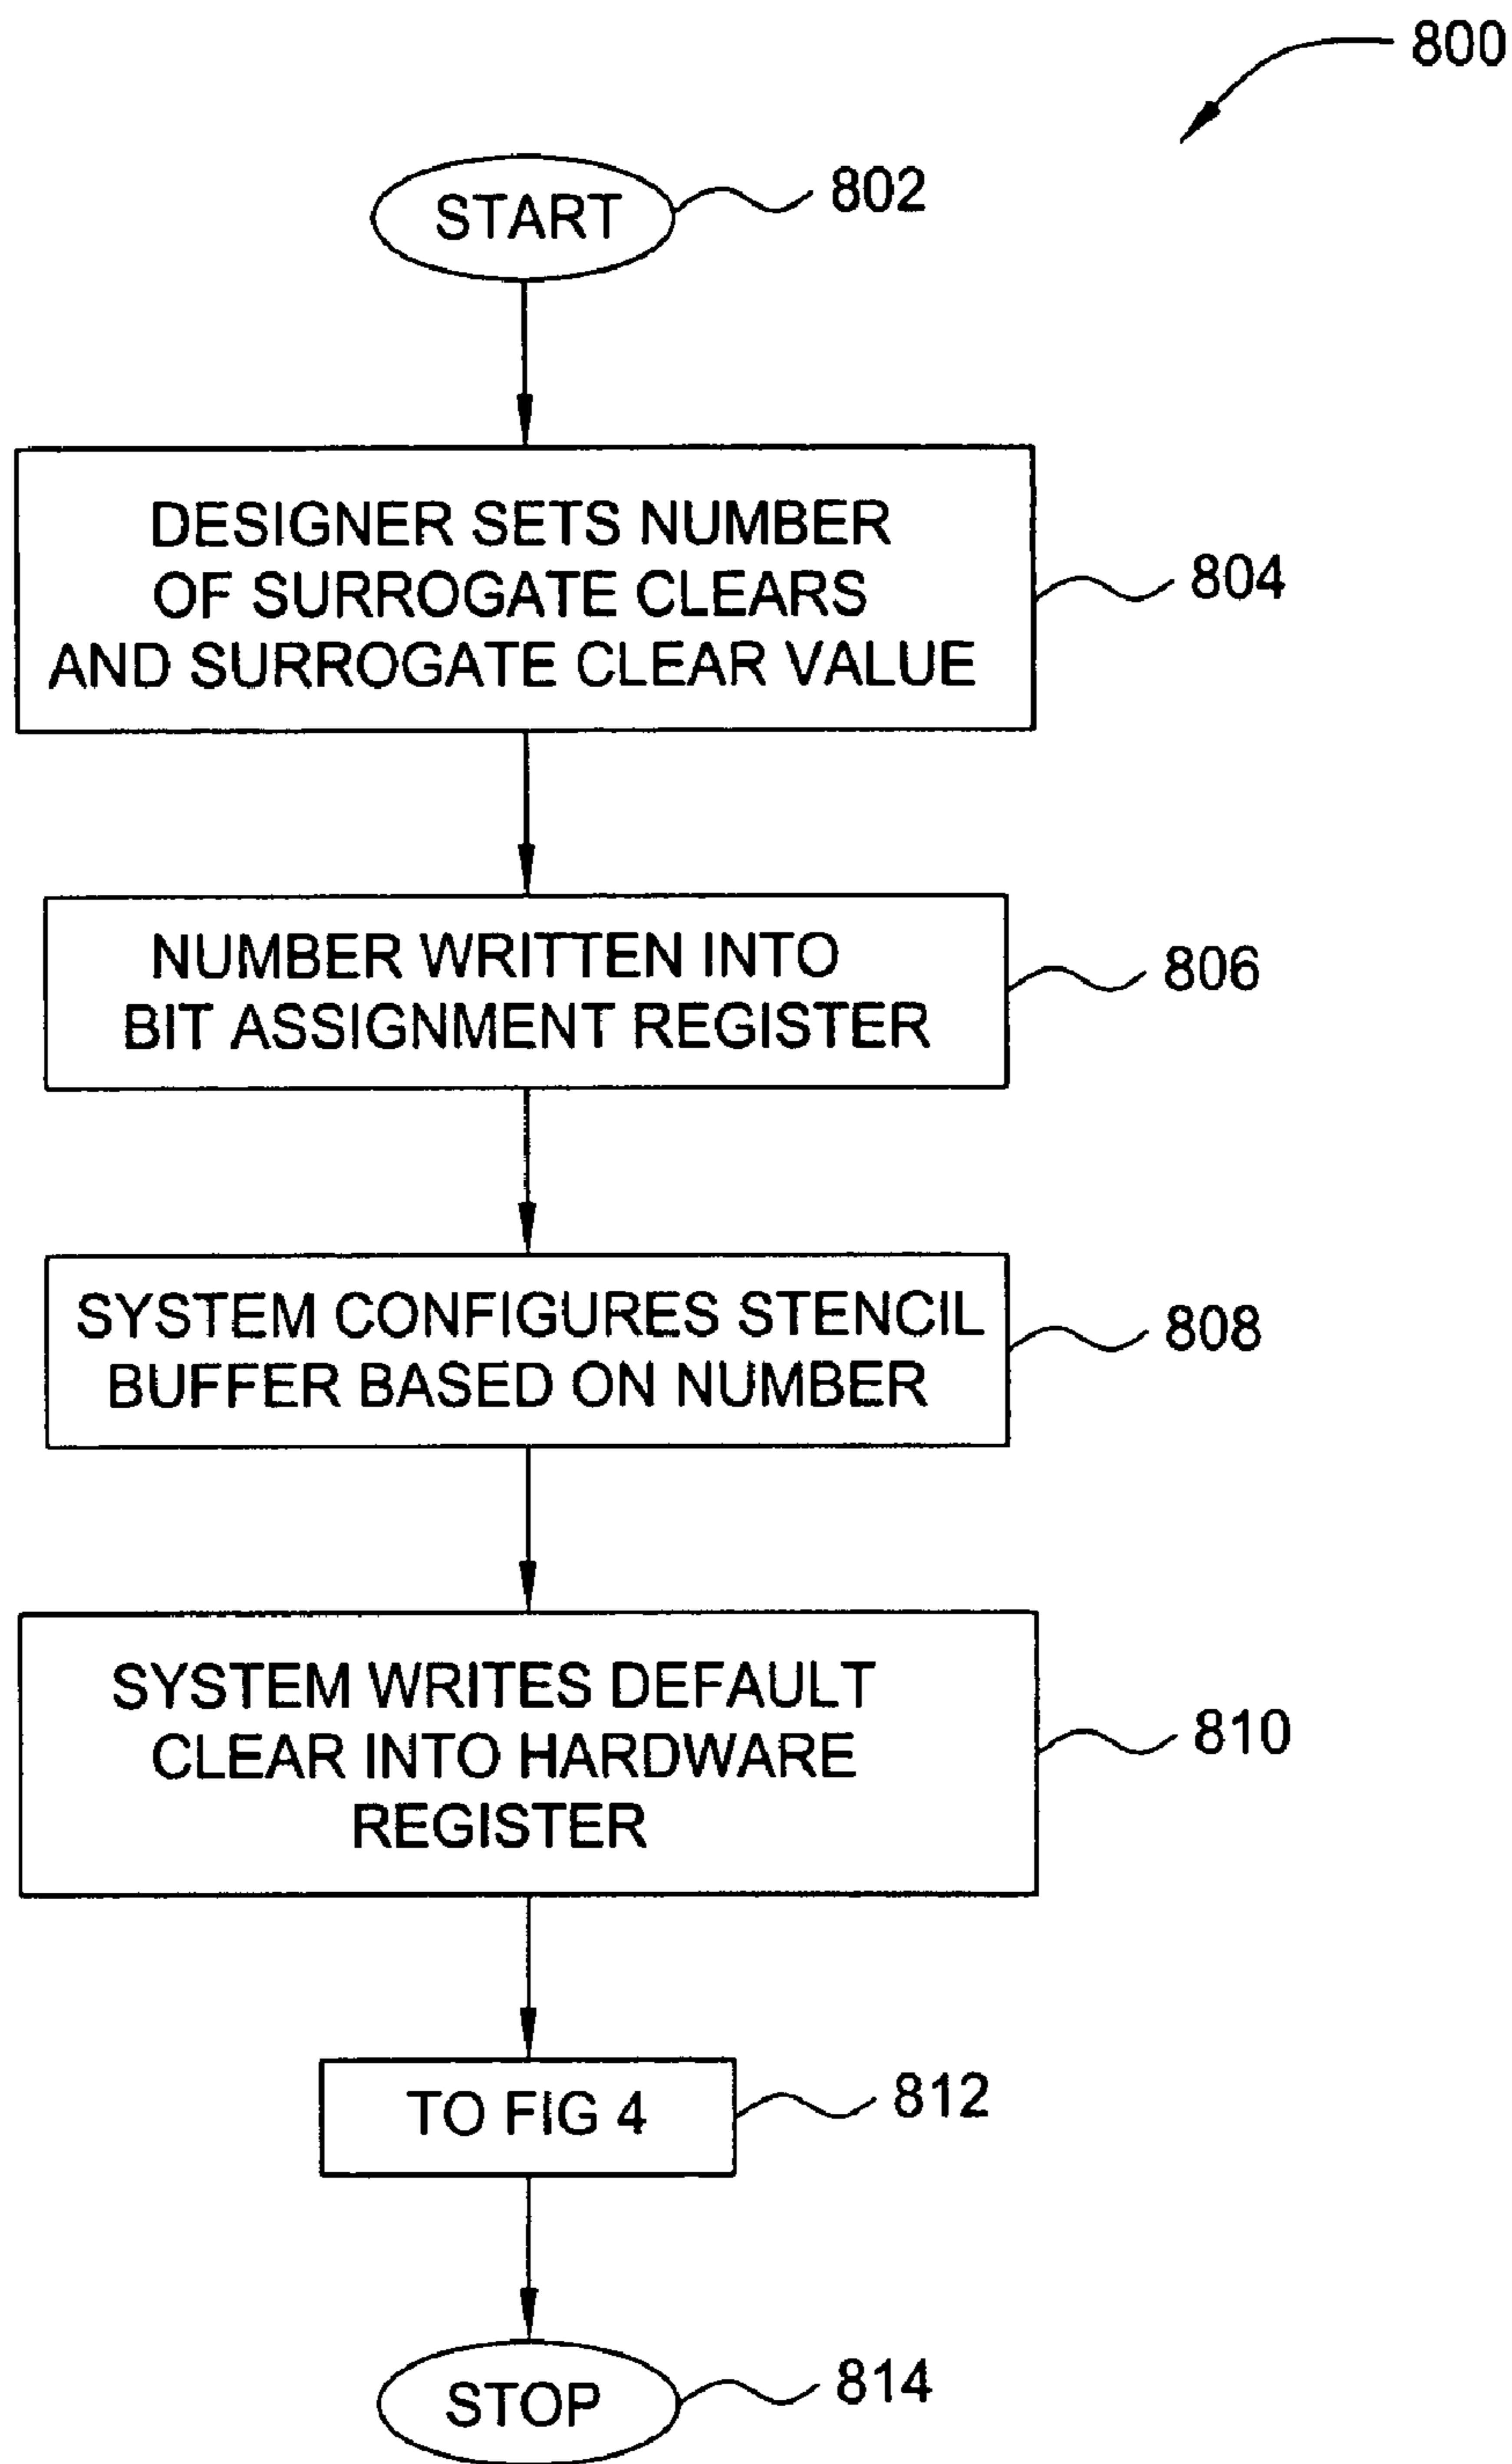 800
START
802
DESIGNER SETS NUMBER
OF SURROGATE CLEARS
AND SURROGATE CLEAR VALUE
804
NUMBER WRITTEN INTO
BIT ASSIGNMENT REGISTER
806
SYSTEM CONFIGURES STENCIL
BUFFER BASED ON NUMBER
808
SYSTEM WRITES DEFAULT
CLEAR INTO HARDWARE
REGISTER
810
TO FIG 4
812
STOP
814